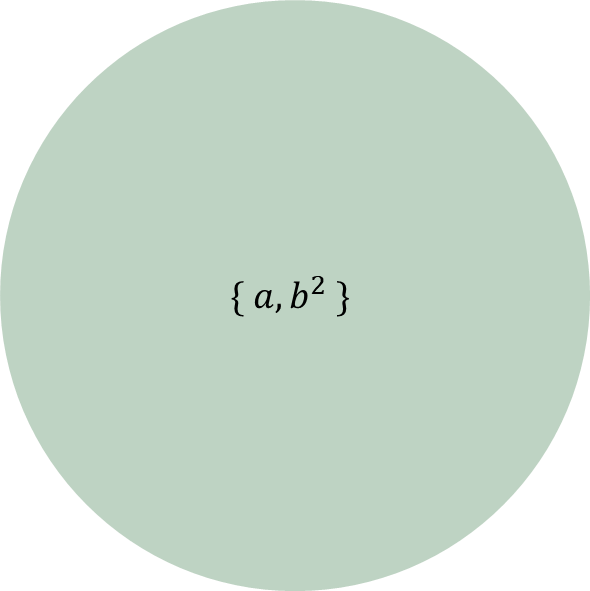 { a, b² }